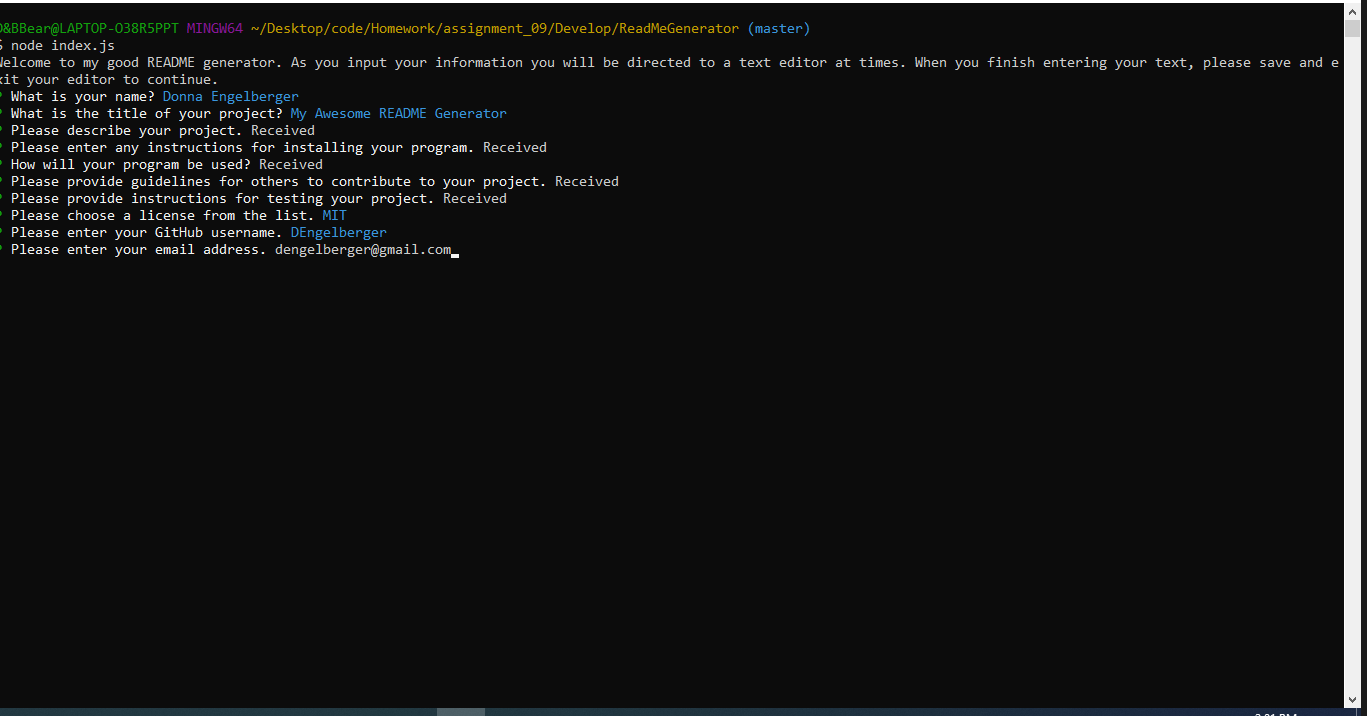 D&BBear@LAPTOP-O38R5PPT MINGW64 ~/Desktop/code/Homework/assignment_09/Develop/ReadMeGenerator (master)
$ node index.js
Welcome to my good README generator. As you input your information you will be directed to a text editor at times. When you finish entering your text, please save and e
xit your editor to continue.
? What is your name? Donna Engelberger
? What is the title of your project? My Awesome README Generator
? Please describe your project. Received
? Please enter any instructions for installing your program. Received
? How will your program be used? Received
? Please provide guidelines for others to contribute to your project. Received
? Please provide instructions for testing your project. Received
? Please choose a license from the list. MIT
? Please enter your GitHub username. DEngelberger
? Please enter your email address. dengelberger@gmail.com